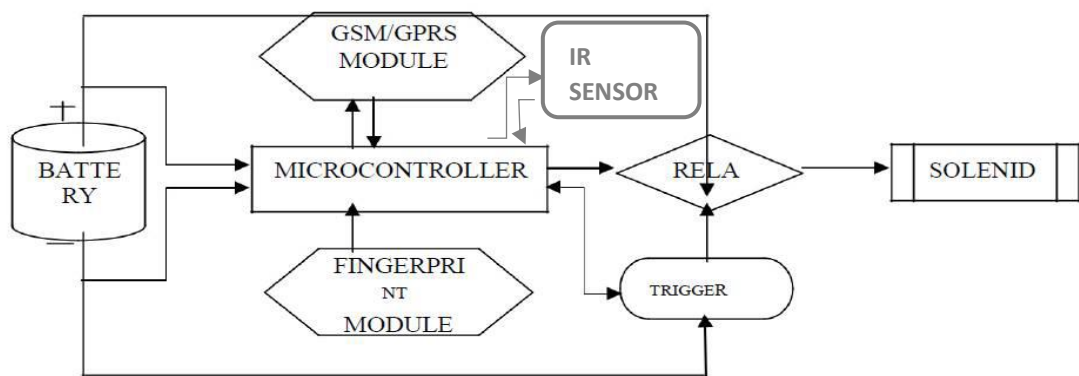 GSM/GPRS
MODULE
IR
SENSOR
+
BATTE
RY
MICROCONTROLLER
RELA
SOLENID
FINGERPRI
NT
MODULE
TRIGGER